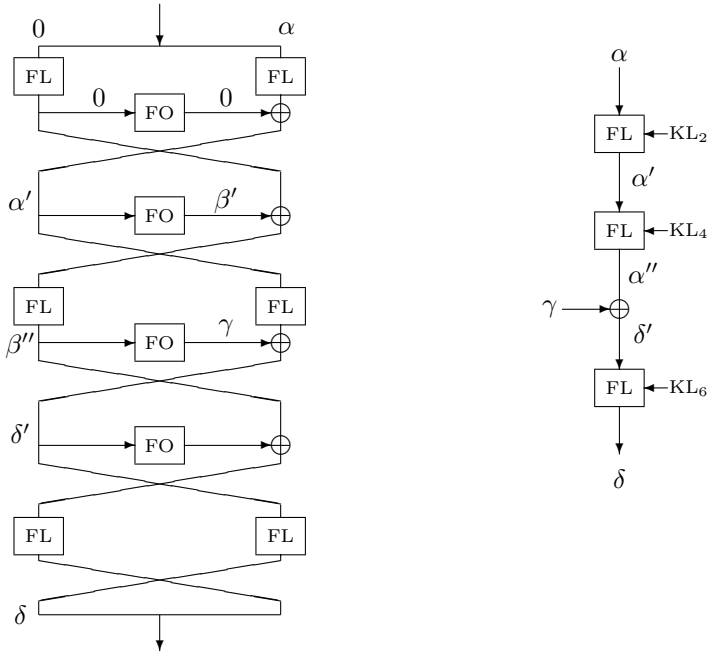 0 α
FL FL
0 FO 0
α′ FO β′
FL FL
β″ FO γ
δ′ FO
FL FL
δ
α
FL KL₂
α′
FL KL₄
α″
γ
δ′
FL KL₆
δ